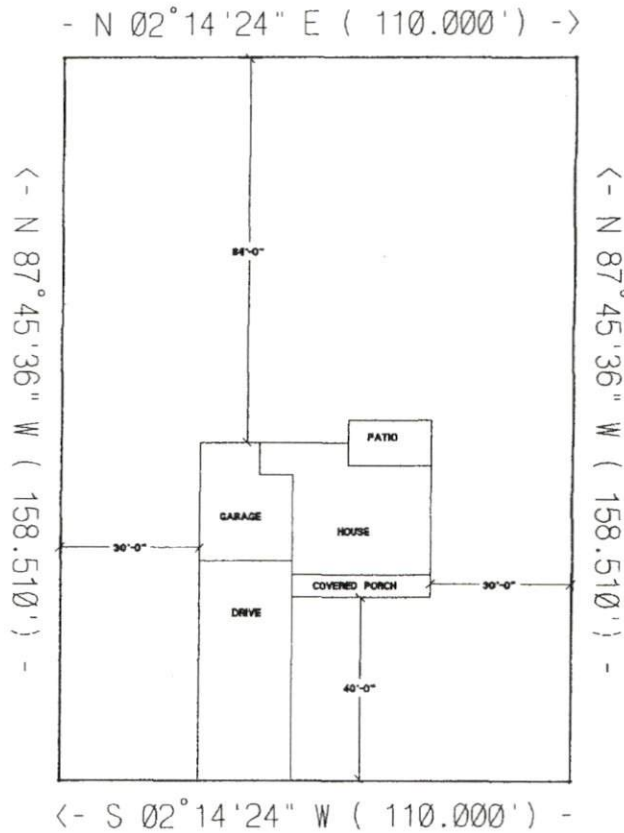 - N 02°14'24" E ( 110.000') ->
<- N 87°45'36" W ( 158.510') -
<- N 87°45'36" W ( 158.510') -
84'-0"
PATIO
GARAGE
HOUSE
30'-0"
COVERED PORCH
30'-0"
DRIVE
40'-0"
<- S 02°14'24" W ( 110.000') -